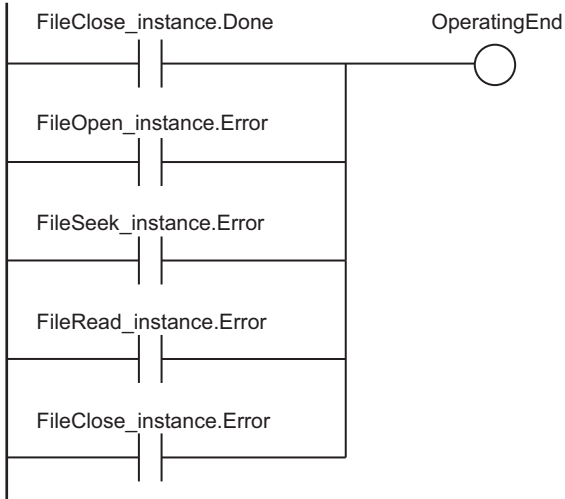 FileClose_instance.Done OperatingEnd
FileOpen_instance.Error
FileSeek_instance.Error
FileRead_instance.Error
FileClose_instance.Error